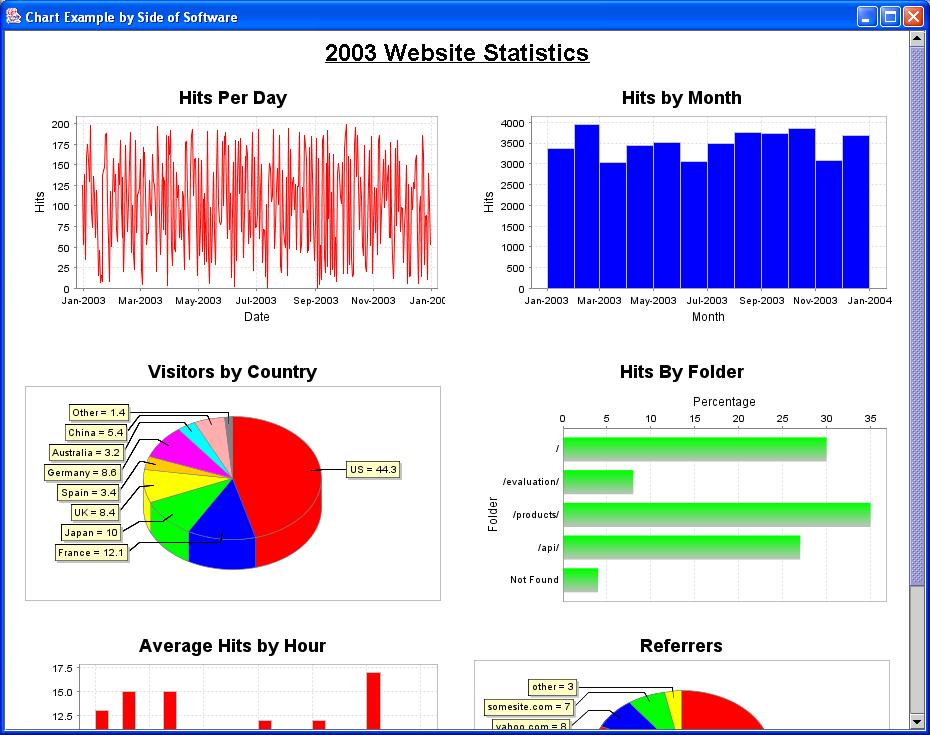 Chart Example by Side of Software
2003 Website Statistics
Hits Per Day
200
175
150
125
100
75
50
25
0
Hits
Jan-2003 Mar-2003 May-2003 Jul-2003 Sep-2003 Nov-2003 Jan-200
Date
Hits by Month
4000
3500
3000
2500
2000
1500
1000
500
0
Hits
Jan-2003 Mar-2003 May-2003 Jul-2003 Sep-2003 Nov-2003 Jan-2004
Month
Visitors by Country
Other = 1.4
China = 5.4
Australia = 3.2
Germany = 8.6
Spain = 3.4
UK = 8.4
Japan = 10
France = 12.1
US = 44.3
Hits By Folder
Percentage
0 5 10 15 20 25 30 35
Folder
/
/evaluation/
/products/
/api/
Not Found
Average Hits by Hour
17.5
15.0
12.5
Referrers
other = 3
somesite.com = 7
yahoo.com = 8